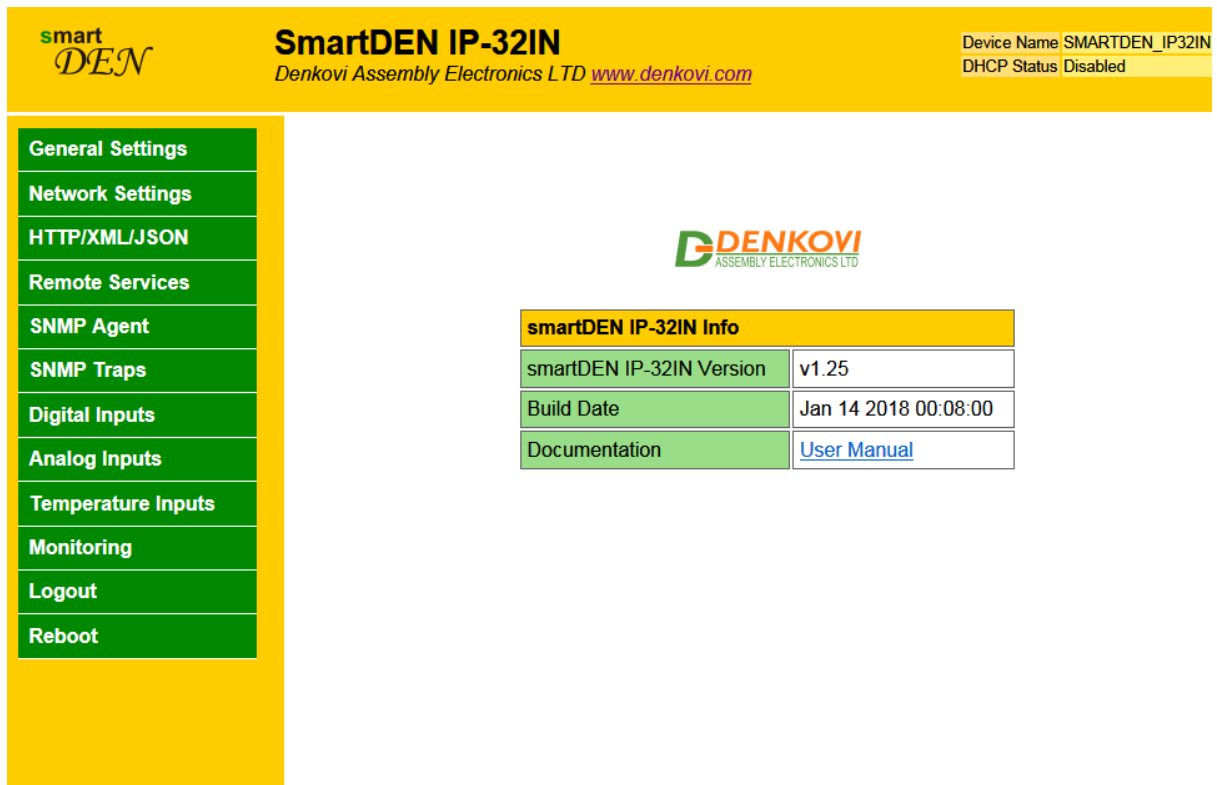 smart
DEN
SmartDEN IP-32IN
Denkovi Assembly Electronics LTD www.denkovi.com
Device Name SMARTDEN_IP32IN
DHCP Status Disabled
General Settings
Network Settings
HTTP/XML/JSON
Remote Services
SNMP Agent
SNMP Traps
Digital Inputs
Analog Inputs
Temperature Inputs
Monitoring
Logout
Reboot
DENKOVI
ASSEMBLY ELECTRONICS LTD
smartDEN IP-32IN Info
smartDEN IP-32IN Version v1.25
Build Date Jan 14 2018 00:08:00
Documentation User Manual